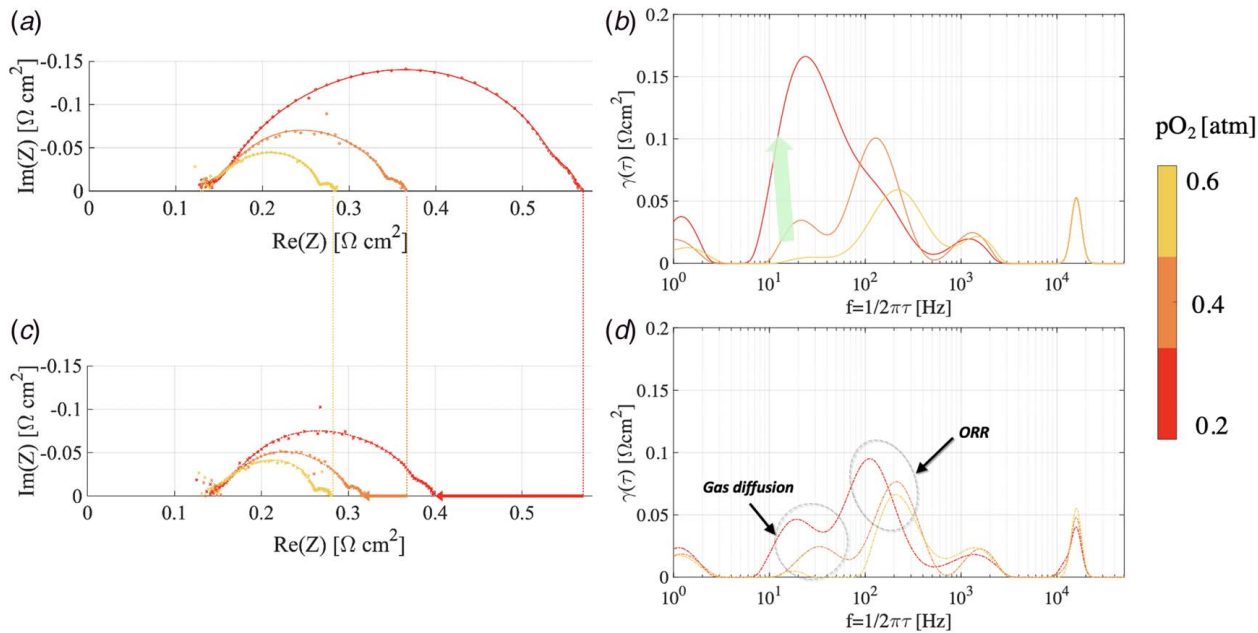 (a)
-0.15
-0.1
-0.05
0
Im(Z) [Ω cm²]
0 0.1 0.2 0.3 0.4 0.5
Re(Z) [Ω cm²]
(b)
0.2
0.15
0.1
0.05
0
γ(τ) [Ωcm²]
10⁰ 10¹ 10² 10³ 10⁴
f=1/2πτ [Hz]
(c)
-0.15
-0.1
-0.05
0
Im(Z) [Ω cm²]
0 0.1 0.2 0.3 0.4 0.5
Re(Z) [Ω cm²]
(d)
0.2
0.15
0.1
0.05
0
γ(τ) [Ωcm²]
ORR
Gas diffusion
10⁰ 10¹ 10² 10³ 10⁴
f=1/2πτ [Hz]
pO₂ [atm]
0.6
0.4
0.2